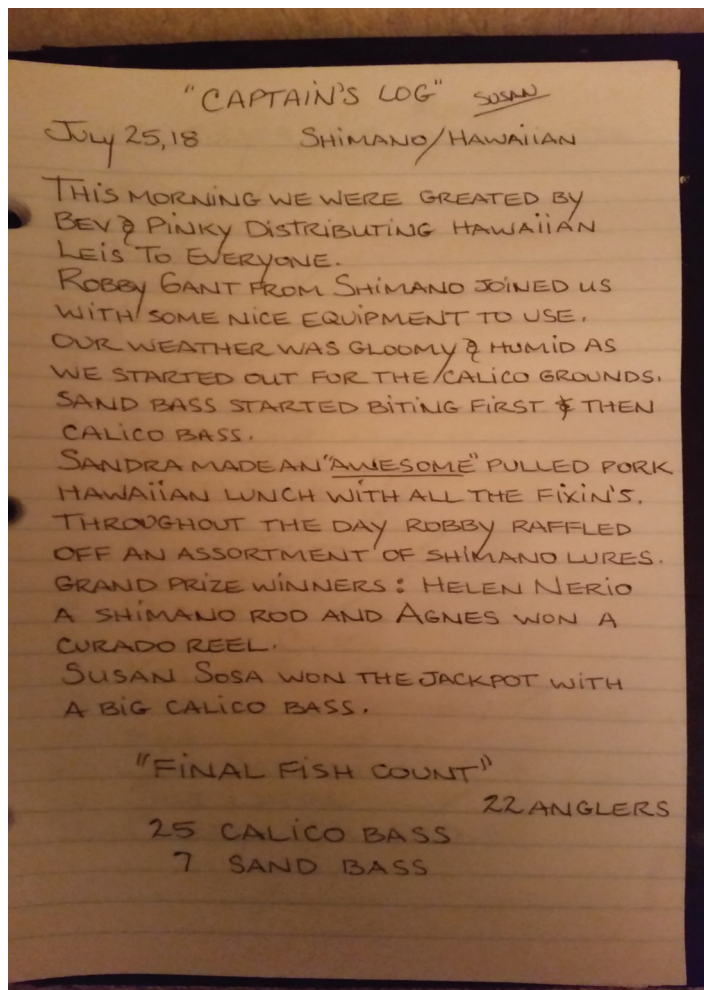 "CAPTAIN'S LOG" SUSAN
JULY 25, 18 SHIMANO/HAWAIIAN
THIS MORNING WE WERE GREATED BY
BEV & PINKY DISTRIBUTING HAWAIIAN
LEIS TO EVERYONE.
ROBBY GANT FROM SHIMANO JOINED US
WITH SOME NICE EQUIPMENT TO USE.
OUR WEATHER WAS GLOOMY & HUMID AS
WE STARTED OUT FOR THE CALICO GROUNDS.
SAND BASS STARTED BITING FIRST & THEN
CALICO BASS.
SANDRA MADE AN "AWESOME" PULLED PORK
HAWAIIAN LUNCH WITH ALL THE FIXIN'S.
THROUGHOUT THE DAY ROBBY RAFFLED
OFF AN ASSORTMENT OF SHIMANO LURES.
GRAND PRIZE WINNERS: HELEN NERIO
A SHIMANO ROD AND AGNES WON A
CURADO REEL.
SUSAN SOSA WON THE JACKPOT WITH
A BIG CALICO BASS.
"FINAL FISH COUNT"
22 ANGLERS
25 CALICO BASS
7 SAND BASS